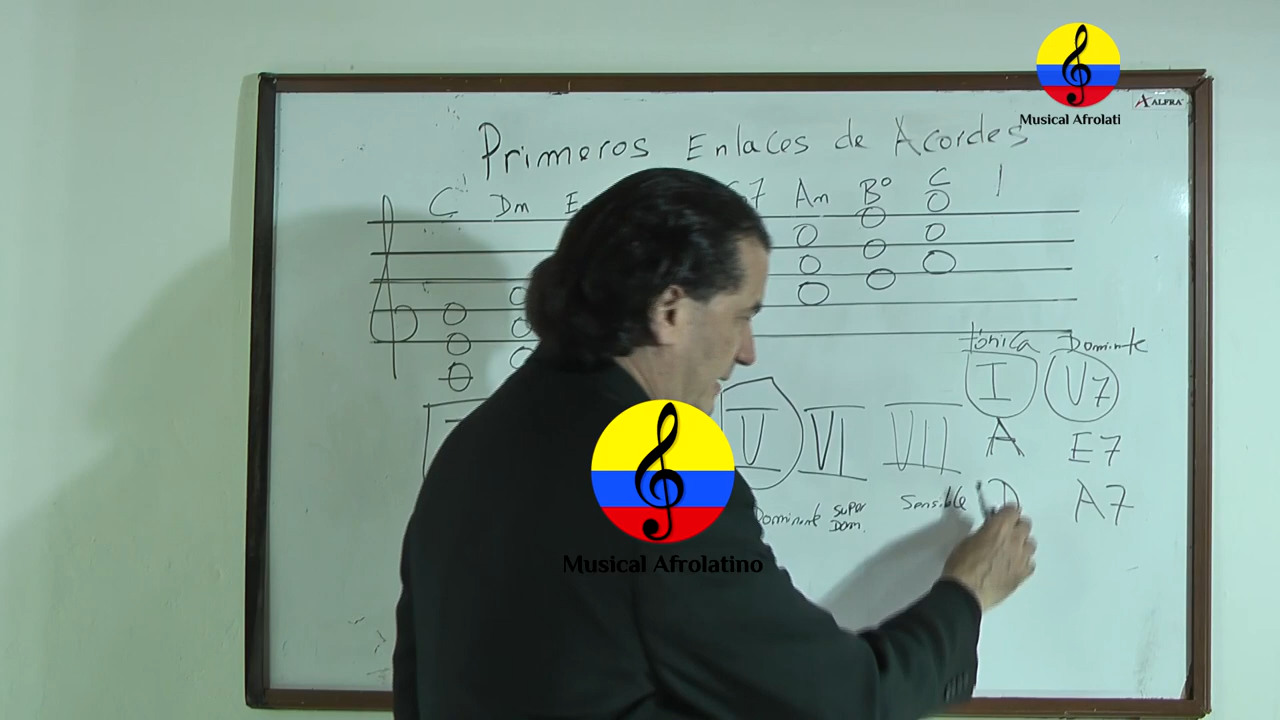 Musical Afrolati
ALFRA
Primeros Enlaces de Acordes
C Dm E 7 Am B° C
Tónica Dominte
I V7
V VI VII
A E7
Dominante Super Dom. Sensible D A7
Musical Afrolatino